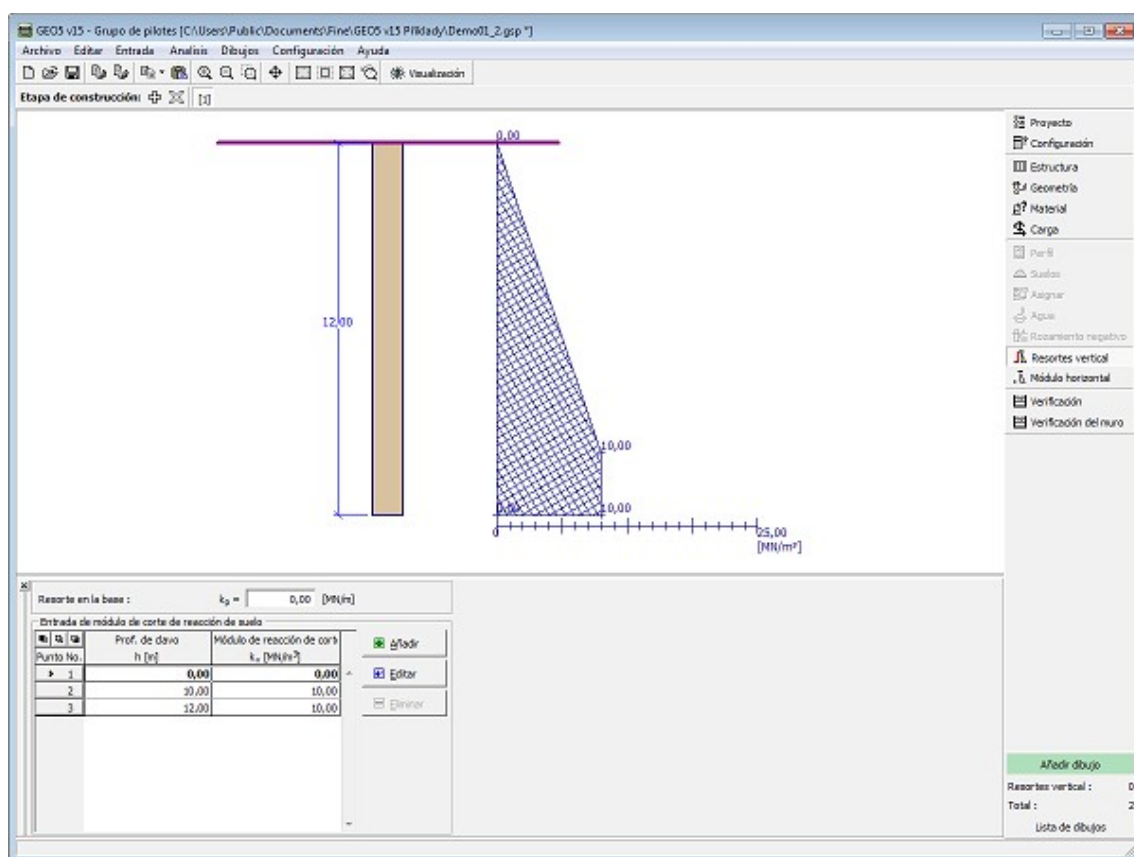 GEO5 v15 - Grupo de pilotes [C:\Users\Public\Documents\Fine\GEO5 v15 Příklady\Demo01_2.gsp *]
Archivo Editar Entrada Analisis Dibujos Configuración Ayuda
Visualización
Etapa de construcción: [1]
Proyecto
Configuración
Estructura
Geometría
Material
Carga
Perfil
Suelos
Asignar
Agua
Rozamiento negativo
Resortes vertical
Módulo horizontal
Verificación
Verificación del muro
0,00
12,00
10,00
0,00
10,00
0
25,00
[MN/m³]
Resorte en la base : kp = 0,00 [MN/m]
Entrada de módulo de corte de reacción de suelo
Punto No.
Prof. de clavo
h [m]
Módulo de reacción de corte
kv [MN/m³]
1 0,00 0,00
2 10,00 10,00
3 12,00 10,00
Añadir
Editar
Eliminar
Añadir dibujo
Resortes vertical : 0
Total : 2
Lista de dibujos